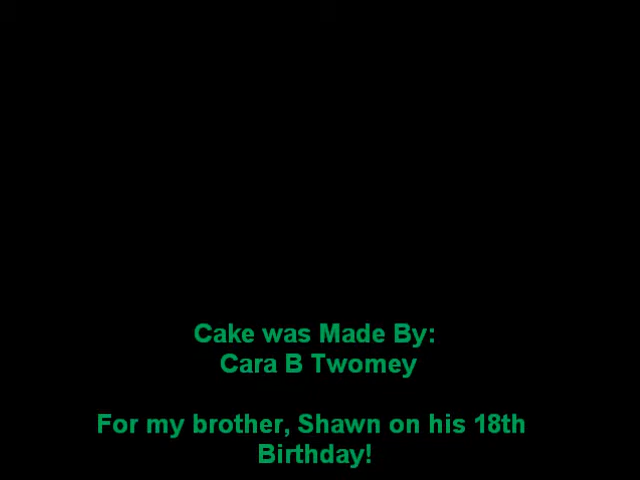 Cake was Made By:
Cara B Twomey
For my brother, Shawn on his 18th
Birthday!